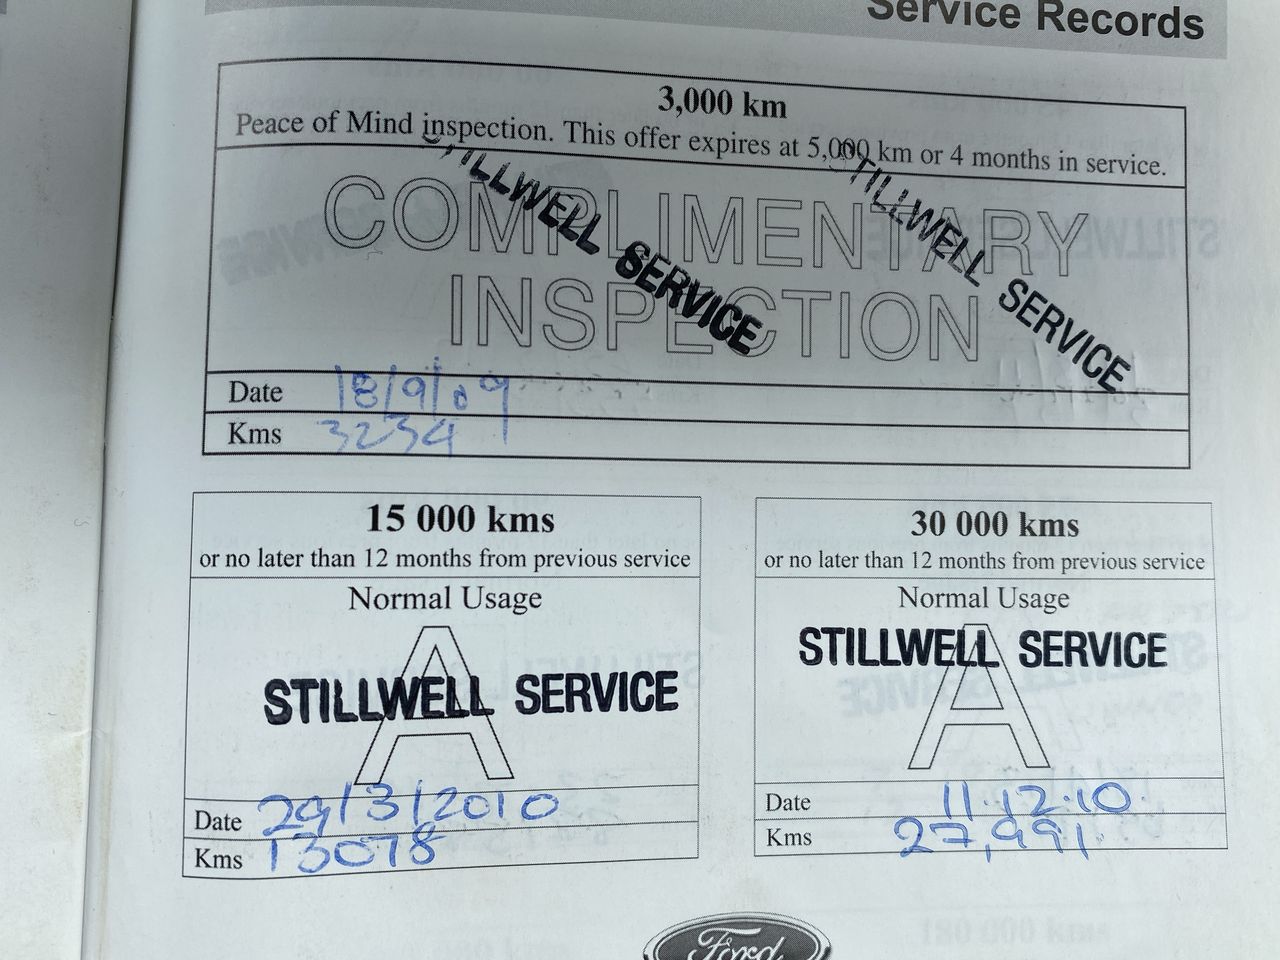 Service Records
3,000 km
Peace of Mind inspection. This offer expires at 5,000 km or 4 months in service.
COMPLIMENTARY
INSPECTION
STILLWELL SERVICE
STILLWELL SERVICE
Date 18/9/09
Kms 3234
15 000 kms
or no later than 12 months from previous service
Normal Usage
A
STILLWELL SERVICE
Date 29/3/2010
Kms 13078
30 000 kms
or no later than 12 months from previous service
Normal Usage
A
STILLWELL SERVICE
Date 11.12.10.
Kms 27,991.
Ford